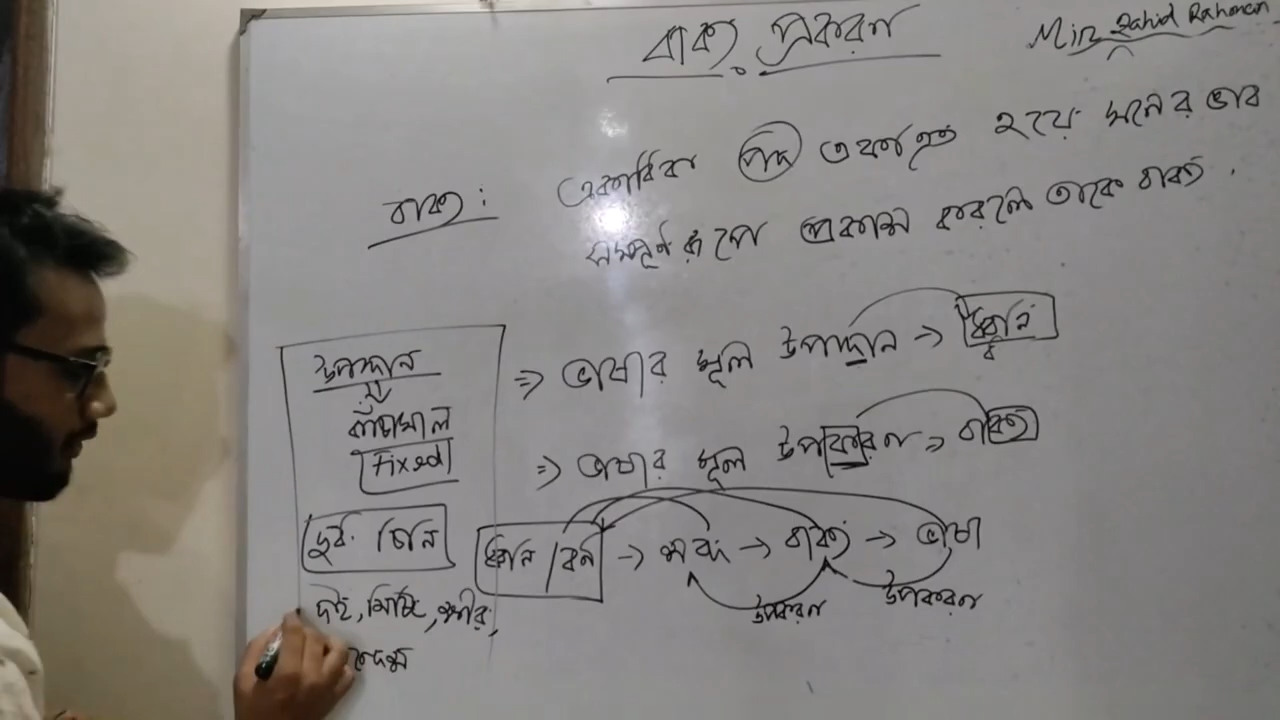 বাক্য প্রকরণ
Min Zahid Rahman
বাক্য : একাধিক পদ একত্রিত হয়ে মনের ভাব
সম্পূর্ণ রূপে প্রকাশ করলে তাকে বাক্য.
উপাদান
কাঁচামাল
Fixed
⇒ ভাষার মূল উপাদান → ধ্বনি
⇒ ভাষার মূল উপকরণ ⇒ বাক্য
দুধ চিনি
ধ্বনি / বর্ন → শব্দ → বাক্য → ভাষা
উপকরণ উপকরণ
দই, মিষ্টি, ক্ষীর,